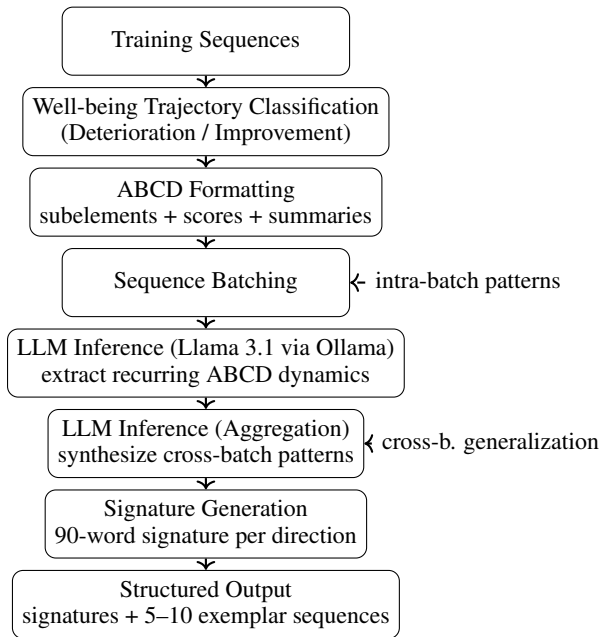 Training Sequences
Well-being Trajectory Classification
(Deterioration / Improvement)
ABCD Formatting
subelements + scores + summaries
Sequence Batching
intra-batch patterns
LLM Inference (Llama 3.1 via Ollama)
extract recurring ABCD dynamics
LLM Inference (Aggregation)
synthesize cross-batch patterns
cross-b. generalization
Signature Generation
90-word signature per direction
Structured Output
signatures + 5–10 exemplar sequences